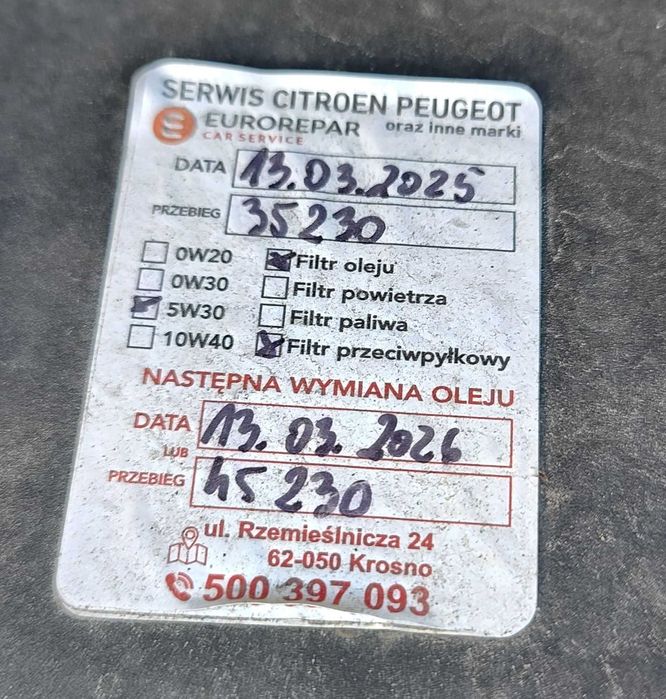 SERWIS CITROEN PEUGEOT
EUROREPAR oraz inne marki
CAR SERVICE
DATA 13.03.2025
PRZEBIEG 35230
0W20 Filtr oleju
0W30 Filtr powietrza
5W30 Filtr paliwa
10W40 Filtr przeciwpyłkowy
NASTĘPNA WYMIANA OLEJU
DATA 13.03.2026
LUB
PRZEBIEG 45230
ul. Rzemieślnicza 24
62-050 Krosno
500 397 093